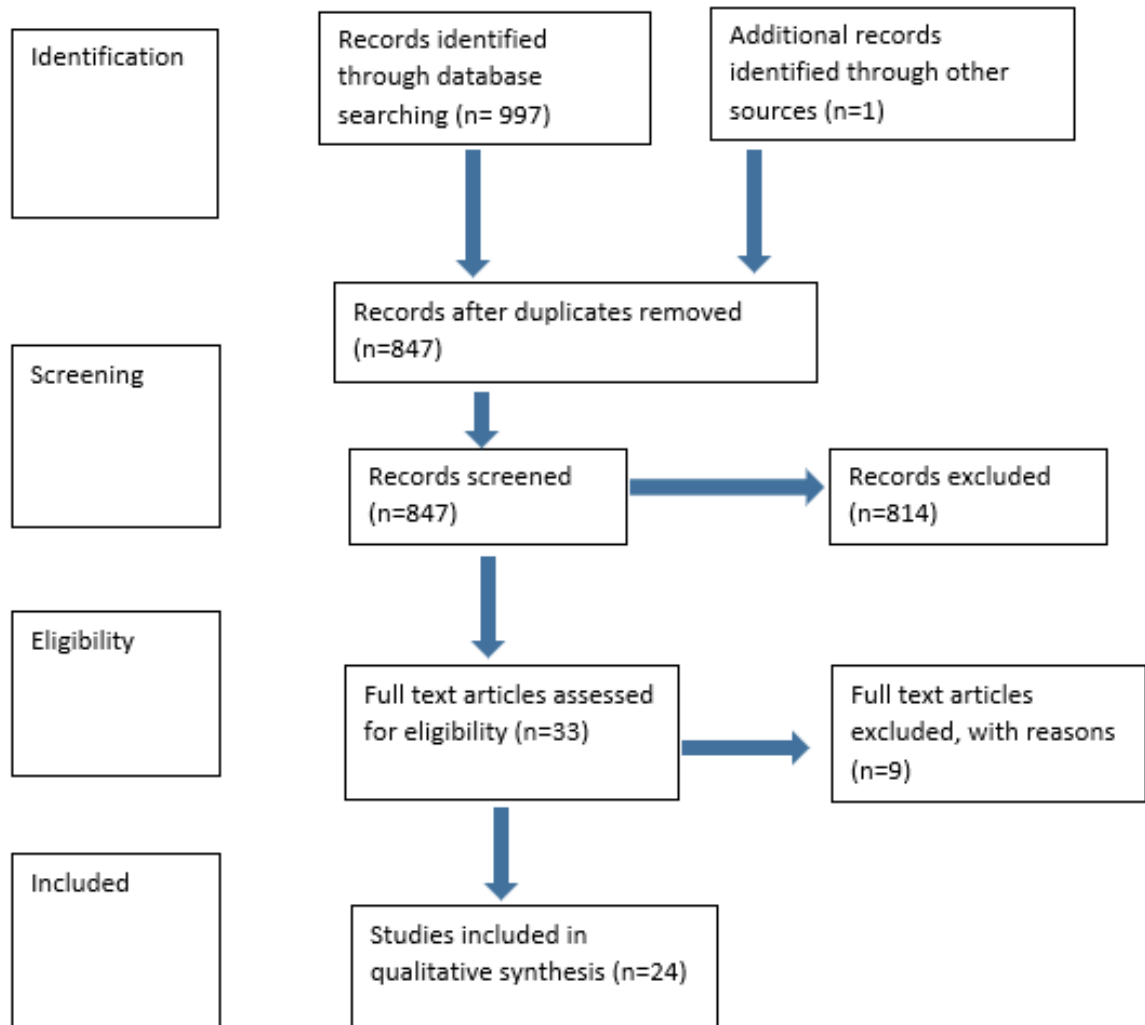 Identification
Records identified
through database
searching (n= 997)
Additional records
identified through other
sources (n=1)
Records after duplicates removed
(n=847)
Screening
Records screened
(n=847)
Records excluded
(n=814)
Eligibility
Full text articles assessed
for eligibility (n=33)
Full text articles
excluded, with reasons
(n=9)
Included
Studies included in
qualitative synthesis (n=24)